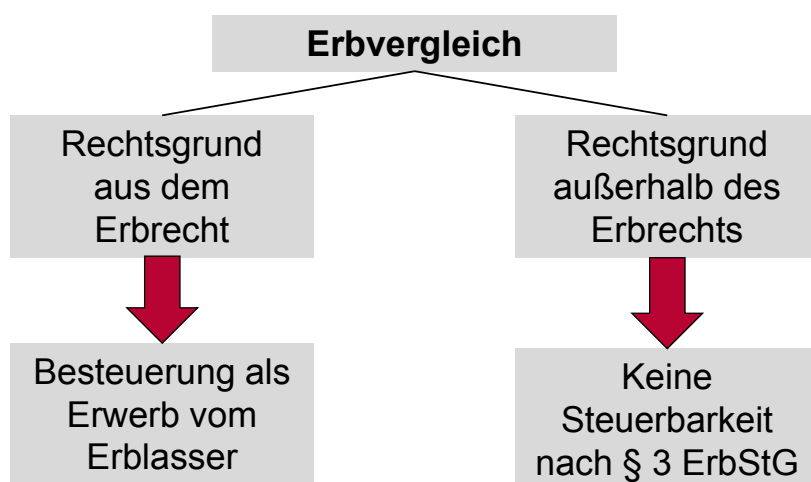 Erbvergleich
Rechtsgrund
aus dem
Erbrecht
Rechtsgrund
außerhalb des
Erbrechts
Besteuerung als
Erwerb vom
Erblasser
Keine
Steuerbarkeit
nach § 3 ErbStG